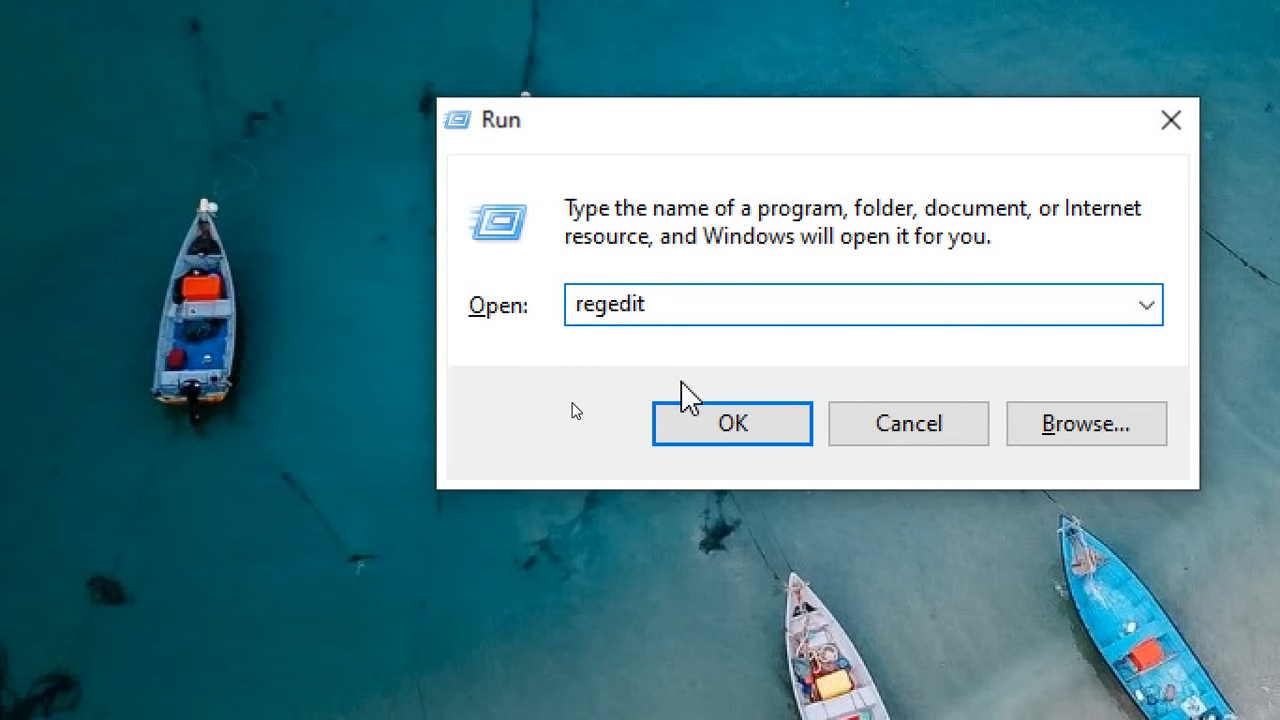 Run
Type the name of a program, folder, document, or Internet
resource, and Windows will open it for you.
Open: regedit
OK Cancel Browse...